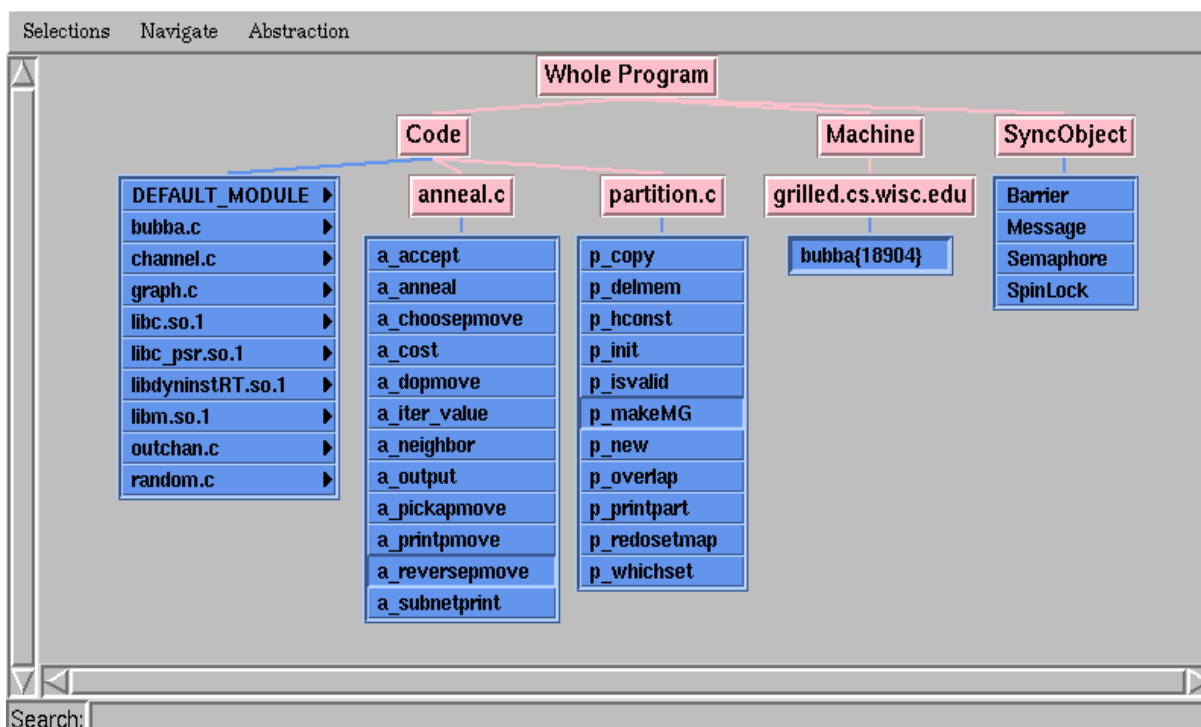 Selections Navigate Abstraction
Whole Program
Code
Machine
SyncObject
DEFAULT_MODULE
bubba.c
channel.c
graph.c
libc.so.1
libc_psr.so.1
libdyninstRT.so.1
libm.so.1
outchan.c
random.c
anneal.c
a_accept
a_anneal
a_choosepmove
a_cost
a_dopmove
a_iter_value
a_neighbor
a_output
a_pickapmove
a_printpmove
a_reversepmove
a_subnetprint
partition.c
p_copy
p_delmem
p_hconst
p_init
p_isvalid
p_makeMG
p_new
p_overlap
p_printpart
p_redosetmap
p_whichset
grilled.cs.wisc.edu
bubba{18904}
Barrier
Message
Semaphore
SpinLock
Search: